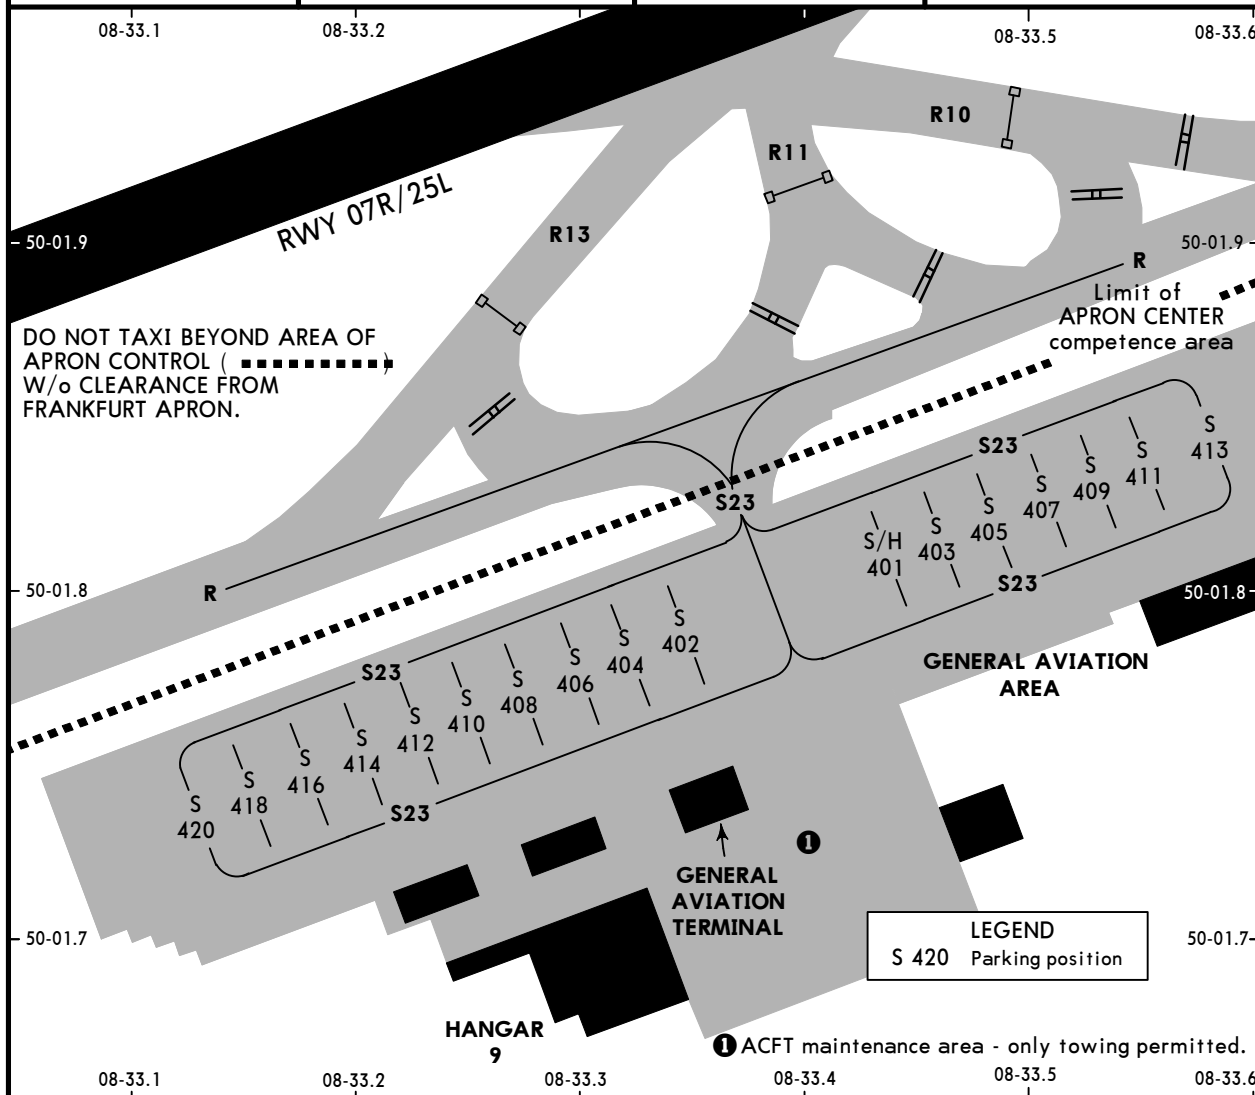 08-33.1
08-33.2
08-33.5
08-33.6
R10
R11
RWY 07R/25L
R13
50-01.9
50-01.9
R
Limit of
APRON CENTER
competence area
DO NOT TAXI BEYOND AREA OF
APRON CONTROL ( )
W/o CLEARANCE FROM
FRANKFURT APRON.
S
413
S23
S
411
S
409
S
407
S
405
S
403
S/H
401
S23
S23
50-01.8
R
50-01.8
S
402
S
404
S
406
S
408
S
410
S
412
S
414
S
416
S
418
S
420
S23
S23
GENERAL AVIATION
AREA
1
GENERAL
AVIATION
TERMINAL
LEGEND
S 420 Parking position
50-01.7
50-01.7
HANGAR
9
1 ACFT maintenance area - only towing permitted.
08-33.1
08-33.2
08-33.3
08-33.4
08-33.5
08-33.6